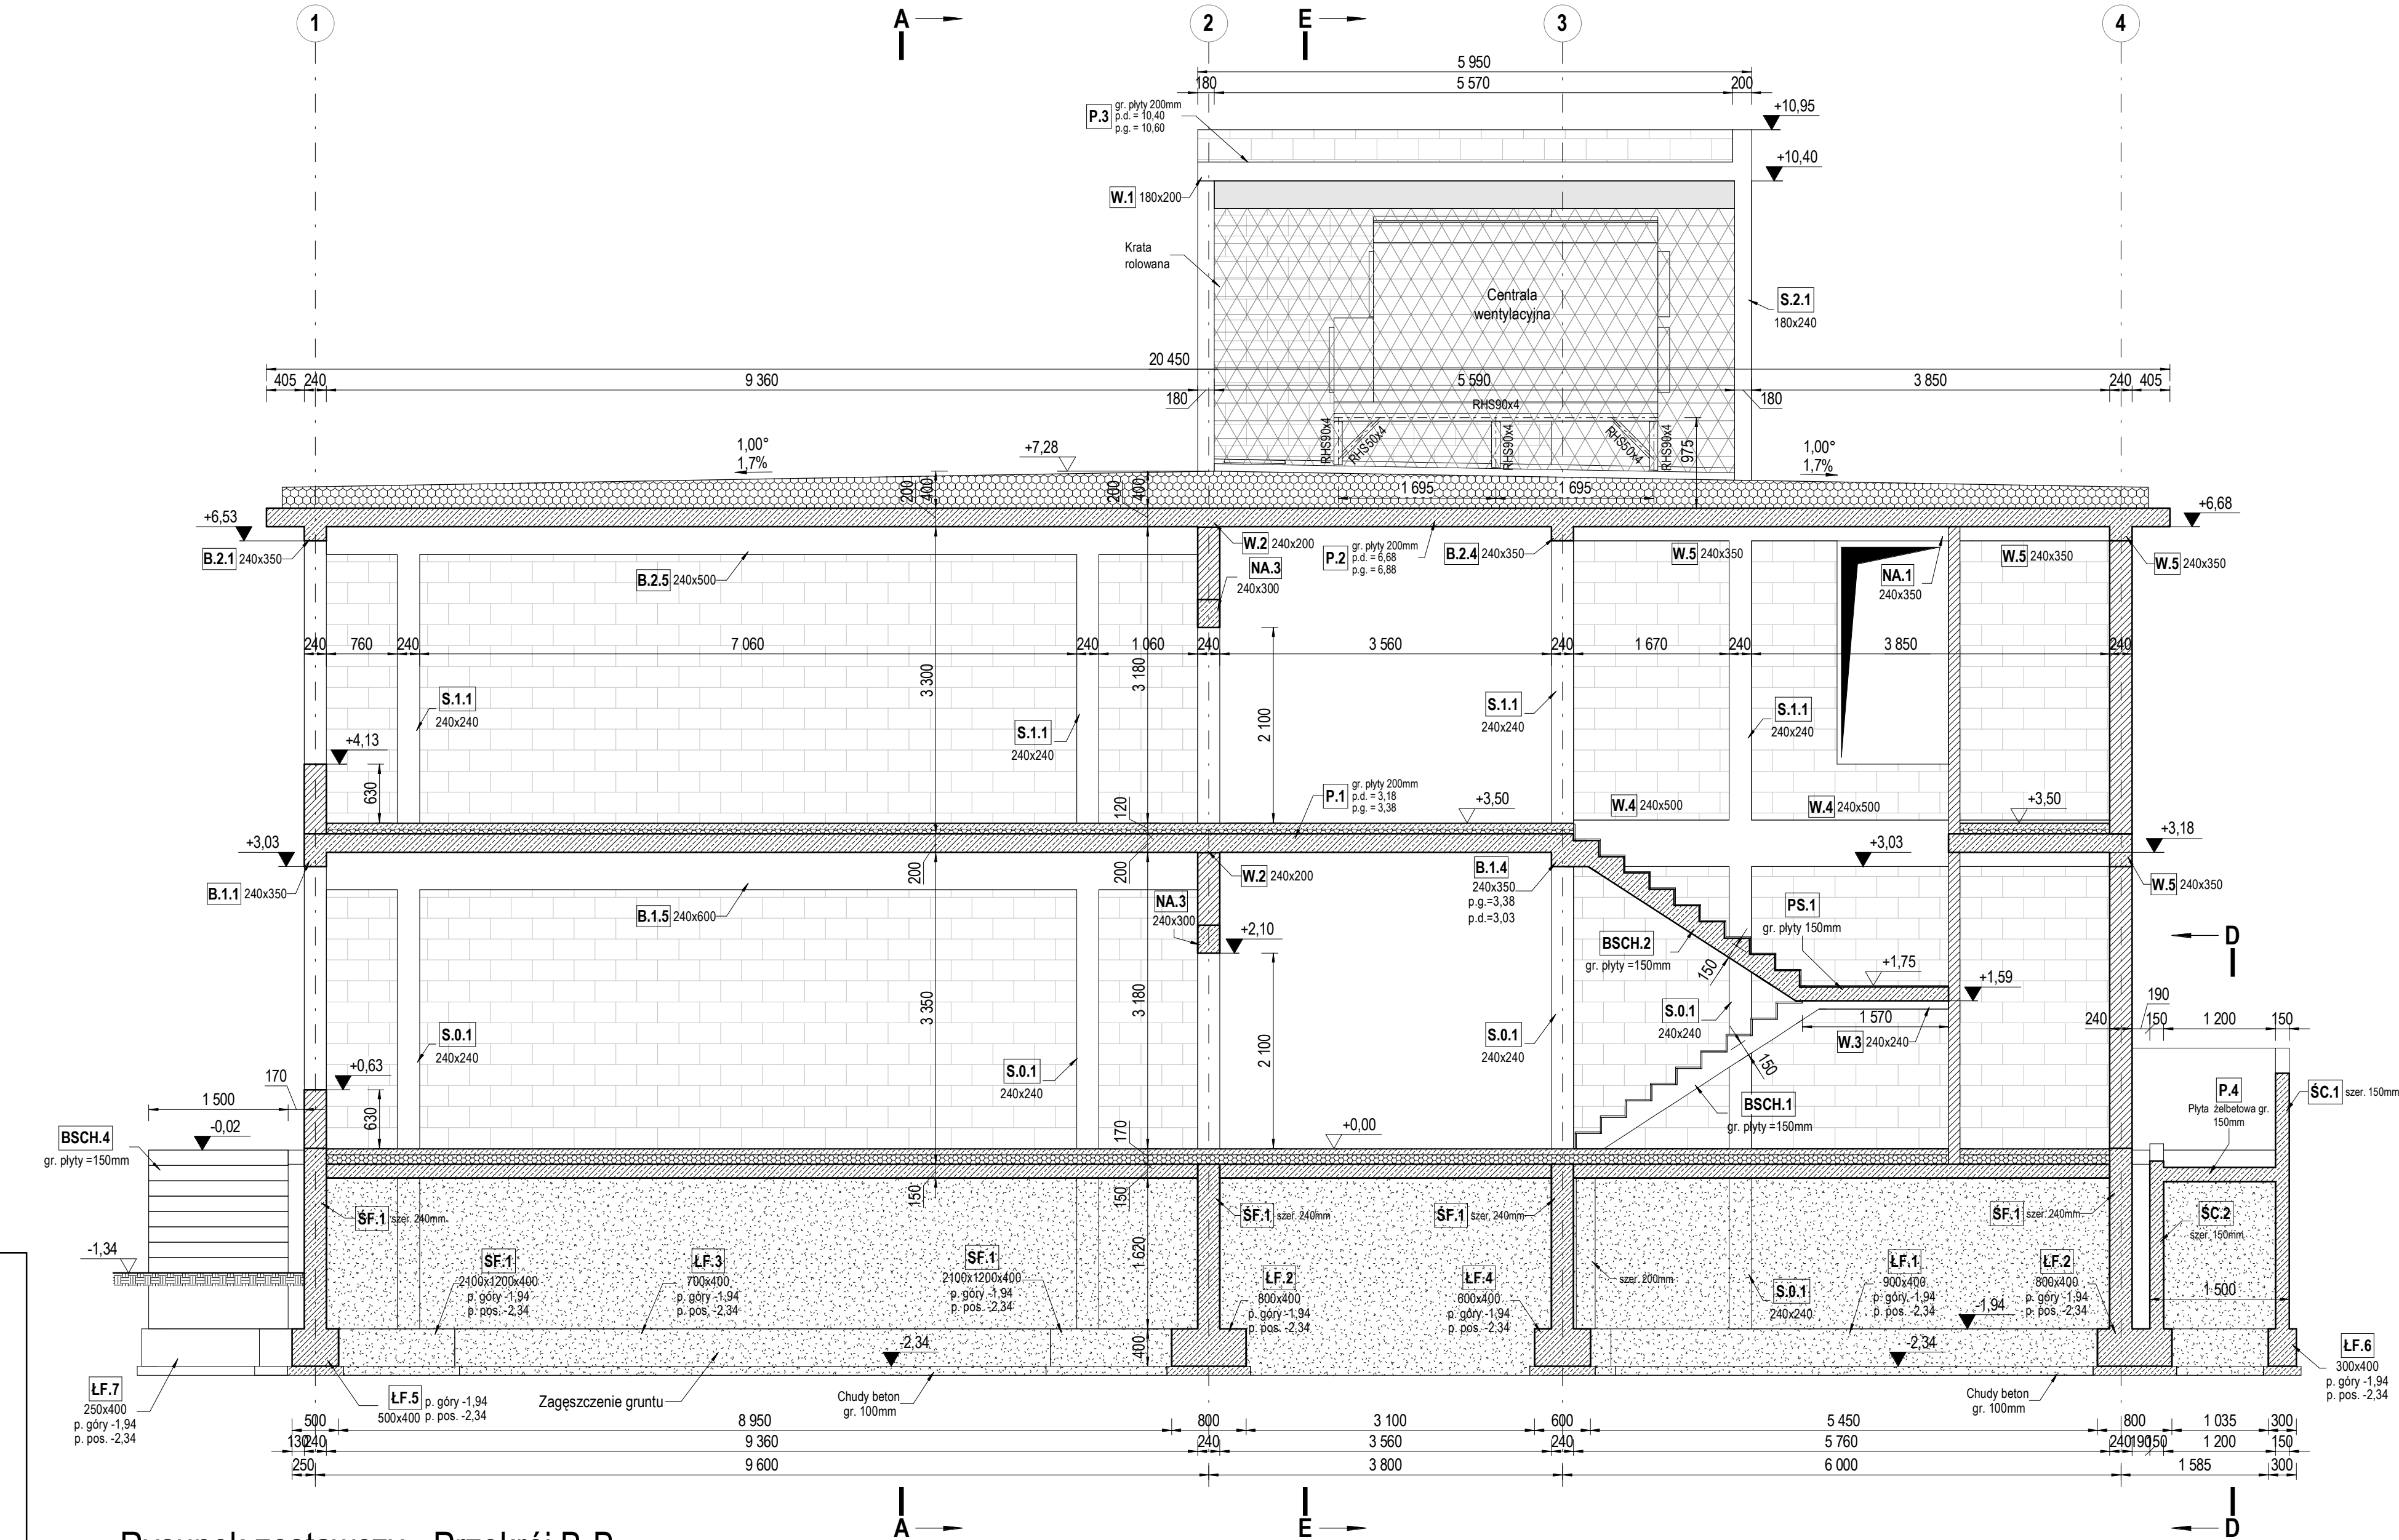 1
A
2
E
3
4
5 950
180
5 570
200
P.3
gr. płyty 200mm
p.d. = 10,40
p.g. = 10,60
+10,95
+10,40
W.1 180x200
Krata
rolowana
Centrala
wentylacyjna
S.2.1
180x240
20 450
405
240
9 360
180
5 590
180
3 850
240
405
RHS90x4
RHS90x4
RHS50x4
RHS90x4
RHS50x4
RHS90x4
975
1,00°
1,7%
+7,28
1,00°
1,7%
200
400
200
400
1 695
1 695
+6,53
+6,68
B.2.1 240x350
B.2.5 240x500
W.2 240x200
NA.3
240x300
P.2
gr. płyty 200mm
p.d. = 6,68
p.g. = 6,88
B.2.4 240x350
W.5 240x350
NA.1
240x350
W.5 240x350
W.5 240x350
240
760
240
7 060
240
1 060
240
3 560
240
1 670
240
3 850
240
3 300
3 180
2 100
S.1.1
240x240
S.1.1
240x240
S.1.1
240x240
S.1.1
240x240
+4,13
630
120
P.1
gr. płyty 200mm
p.d. = 3,18
p.g. = 3,38
+3,50
W.4 240x500
W.4 240x500
+3,50
+3,03
+3,18
+3,03
B.1.1 240x350
B.1.5 240x600
200
200
W.2 240x200
NA.3
240x300
+2,10
B.1.4
240x350
p.g.=3,38
p.d.=3,03
W.5 240x350
BSCH.2
gr. płyty =150mm
150
PS.1
gr. płyty 150mm
+1,75
+1,59
D
3 350
3 180
2 100
S.0.1
240x240
S.0.1
240x240
S.0.1
240x240
S.0.1
240x240
1 570
W.3 240x240
150
BSCH.1
gr. płyty =150mm
190
240
150
1 200
150
P.4
Płyta żelbetowa gr.
150mm
ŚC.1 szer. 150mm
+0,63
170
1 500
-0,02
630
BSCH.4
gr. płyty =150mm
170
+0,00
150
150
1 620
400
ŚF.1 szer. 240mm
ŚF.1 szer. 240mm
ŚF.1 szer. 240mm
ŚF.1 szer. 240mm
ŚC.2
szer. 150mm
-1,34
SF.1
2100x1200x400
p. góry -1,94
p. pos. -2,34
ŁF.3
700x400
p. góry -1,94
p. pos. -2,34
SF.1
2100x1200x400
p. góry -1,94
p. pos. -2,34
ŁF.2
800x400
p. góry -1,94
p. pos. -2,34
ŁF.4
600x400
p. góry -1,94
p. pos. -2,34
szer. 200mm
S.0.1
240x240
ŁF.1
900x400
p. góry -1,94
p. pos. -2,34
ŁF.2
800x400
p. góry -1,94
p. pos. -2,34
1 500
-1,94
-2,34
-2,34
ŁF.7
250x400
p. góry -1,94
p. pos. -2,34
ŁF.5
500x400
p. góry -1,94
p. pos. -2,34
Zagęszczenie gruntu
Chudy beton
gr. 100mm
Chudy beton
gr. 100mm
ŁF.6
300x400
p. góry -1,94
p. pos. -2,34
500
8 950
800
3 100
600
5 450
800
1 035
300
130
240
9 360
240
3 560
240
5 760
240
190
150
1 200
150
250
9 600
3 800
6 000
1 585
300
A
E
D
Rysunek zestawczy - Przekrój B-B